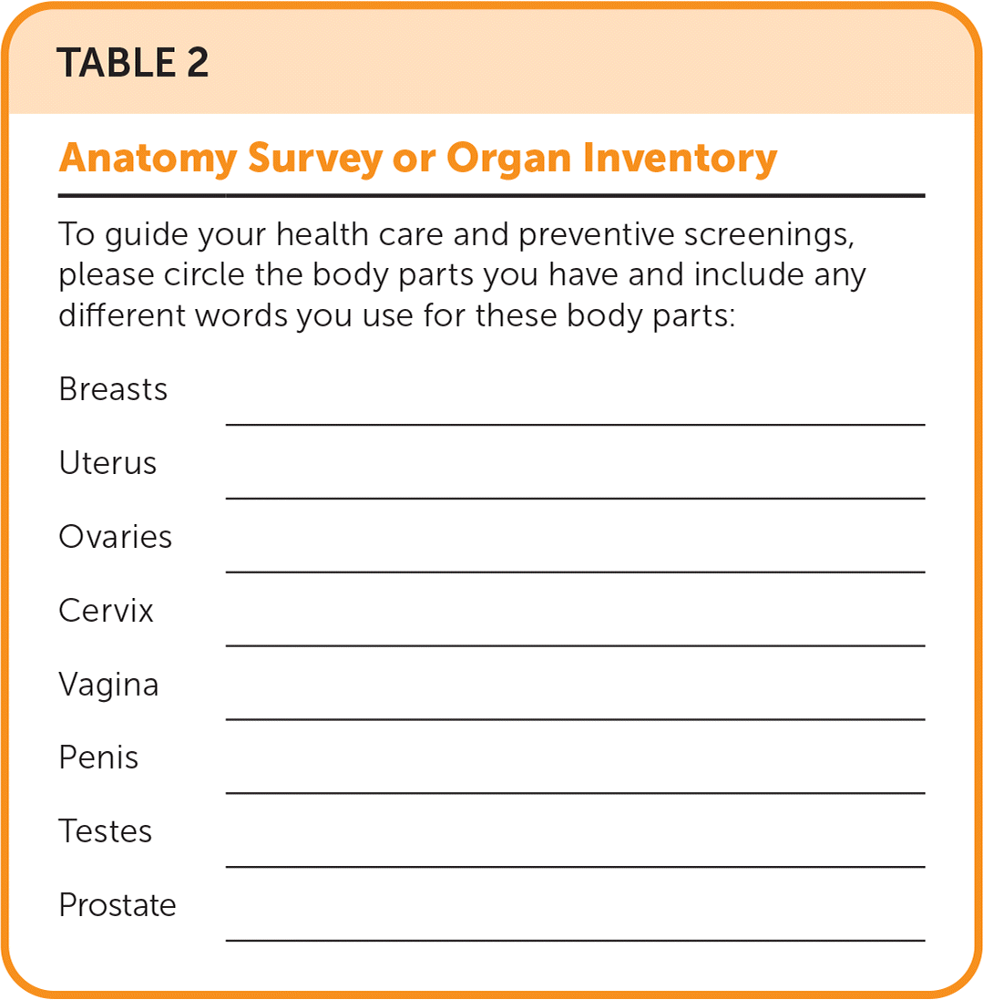 TABLE 2
Anatomy Survey or Organ Inventory
To guide your health care and preventive screenings,
please circle the body parts you have and include any
different words you use for these body parts:
Breasts
Uterus
Ovaries
Cervix
Vagina
Penis
Testes
Prostate